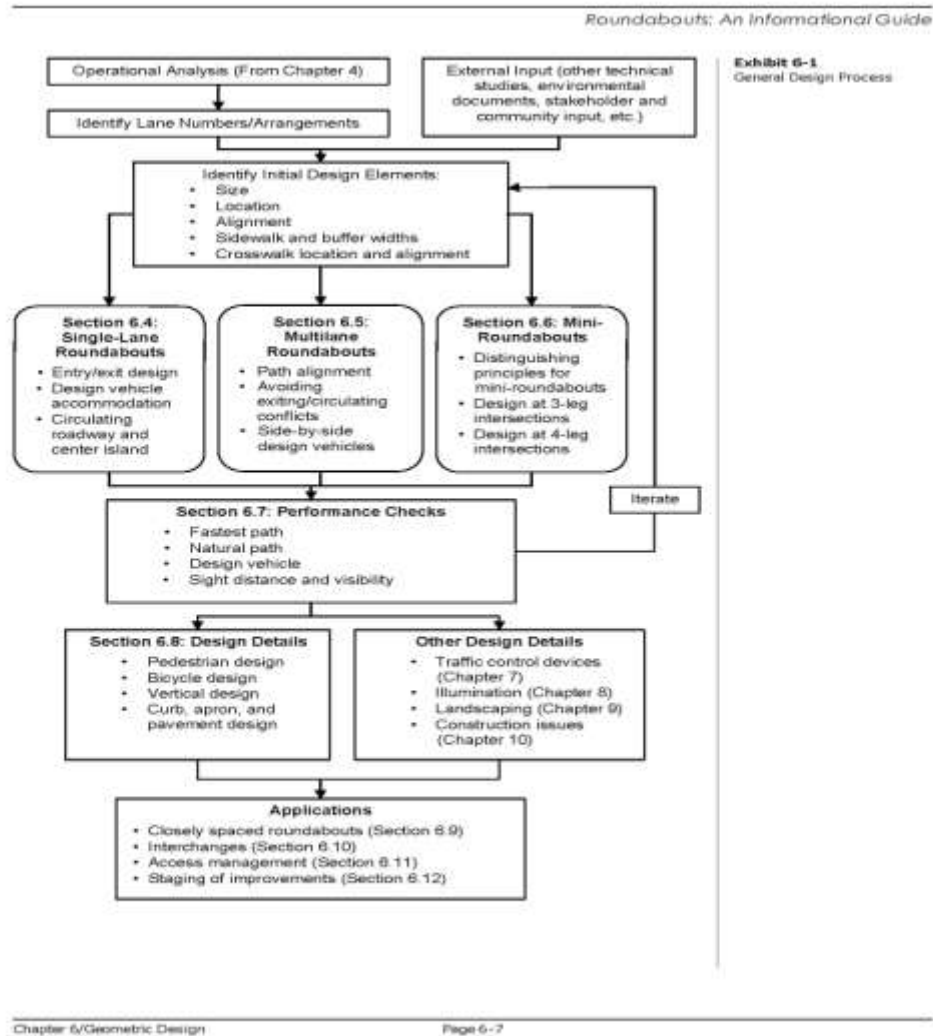 Roundabouts: An Informational Guide
Exhibit 6-1
General Design Process
Operational Analysis (From Chapter 4)
Identify Lane Numbers/Arrangements
External Input (other technical
studies, environmental
documents, stakeholder and
community input, etc.)
Identify Initial Design Elements:
• Size
• Location
• Alignment
• Sidewalk and buffer widths
• Crosswalk location and alignment
Section 6.4:
Single-Lane
Roundabouts
• Entry/exit design
• Design vehicle
accommodation
• Circulating
roadway and
center island
Section 6.5:
Multilane
Roundabouts
• Path alignment
• Avoiding
exiting/circulating
conflicts
• Side-by-side
design vehicles
Section 6.6: Mini-
Roundabouts
• Distinguishing
principles for
mini-roundabouts
• Design at 3-leg
intersections
• Design at 4-leg
intersections
Iterate
Section 6.7: Performance Checks
• Fastest path
• Natural path
• Design vehicle
• Sight distance and visibility
Section 6.8: Design Details
• Pedestrian design
• Bicycle design
• Vertical design
• Curb, apron, and
pavement design
Other Design Details
• Traffic control devices
(Chapter 7)
• Illumination (Chapter 8)
• Landscaping (Chapter 9)
• Construction issues
(Chapter 10)
Applications
• Closely spaced roundabouts (Section 6.9)
• Interchanges (Section 6.10)
• Access management (Section 6.11)
• Staging of improvements (Section 6.12)
Chapter 6/Geometric Design
Page 6-7